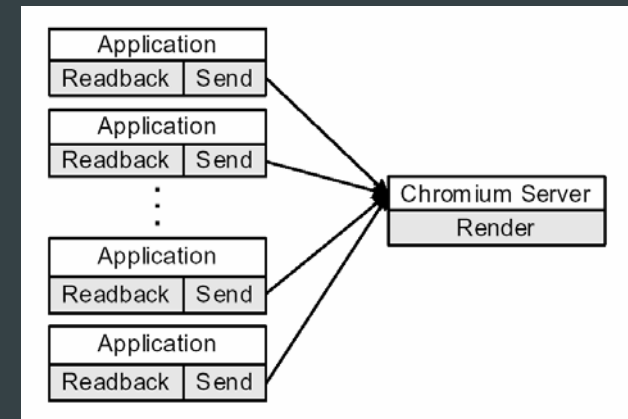 Application
Readback Send
Application
Readback Send
Application
Readback Send
Application
Readback Send
Chromium Server
Render